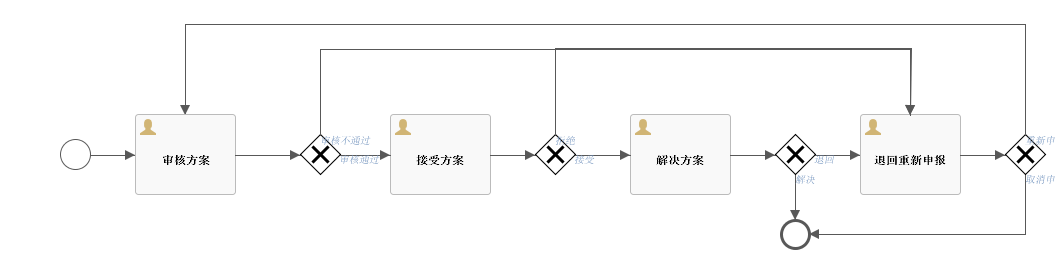 审核不通过
拒绝
重新申
审核方案
审核通过
接受方案
接受
解决方案
退回
退回重新申报
解决
取消申